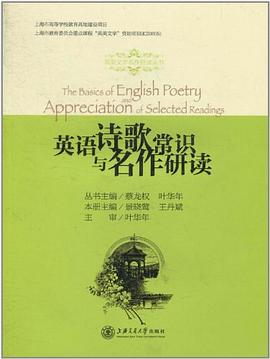 上海市高等学校教育高地建设项目
上海市教育委员会重点课程“英美文学”资助项目
英美文学名作研读丛书
The Basics of English Poetry
and
Appreciation of Selected Readings
英语诗歌常识
与名作研读
丛书主编/蔡龙权 叶华年
本册主编/景晓莺 王丹斌
主 审/叶华年
上海交通大学出版社